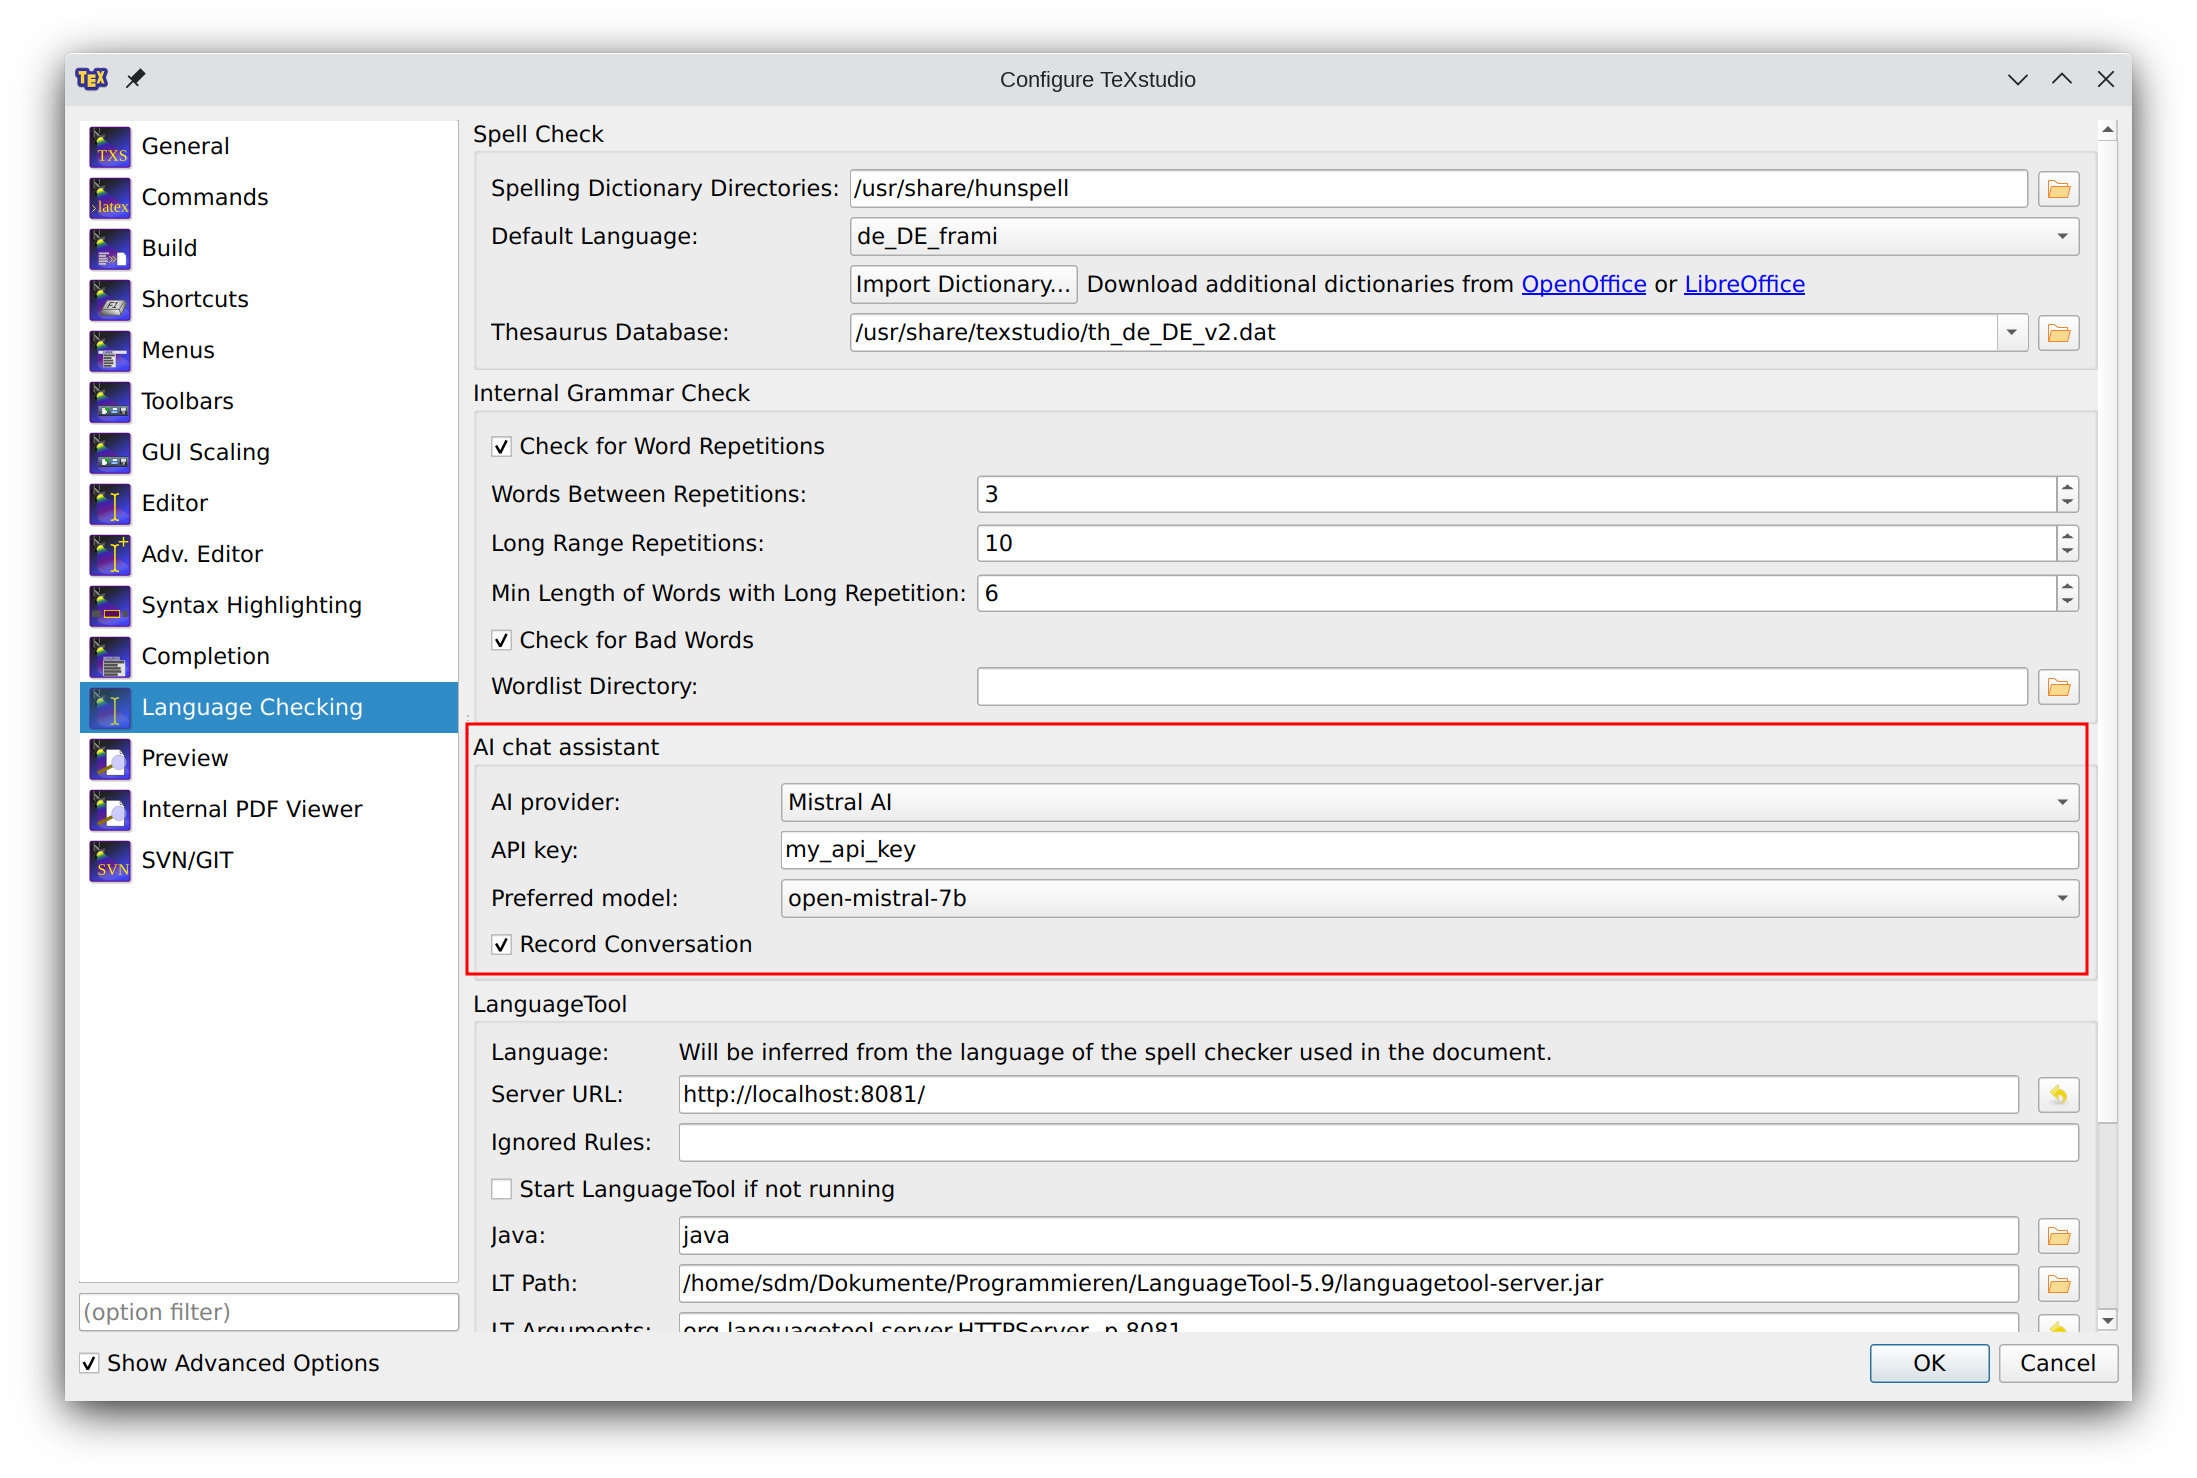 Configure TeXstudio
General
Commands
Build
Shortcuts
Menus
Toolbars
GUI Scaling
Editor
Adv. Editor
Syntax Highlighting
Completion
Language Checking
Preview
Internal PDF Viewer
SVN/GIT
(option filter)
Show Advanced Options
Spell Check
Spelling Dictionary Directories: /usr/share/hunspell
Default Language: de_DE_frami
Import Dictionary... Download additional dictionaries from OpenOffice or LibreOffice
Thesaurus Database: /usr/share/texstudio/th_de_DE_v2.dat
Internal Grammar Check
Check for Word Repetitions
Words Between Repetitions: 3
Long Range Repetitions: 10
Min Length of Words with Long Repetition: 6
Check for Bad Words
Wordlist Directory:
AI chat assistant
AI provider: Mistral AI
API key: my_api_key
Preferred model: open-mistral-7b
Record Conversation
LanguageTool
Language: Will be inferred from the language of the spell checker used in the document.
Server URL: http://localhost:8081/
Ignored Rules:
Start LanguageTool if not running
Java: java
LT Path: /home/sdm/Dokumente/Programmieren/LanguageTool-5.9/languagetool-server.jar
LT Arguments: org.languagetool.server.HTTPServer -p 8081
OK Cancel